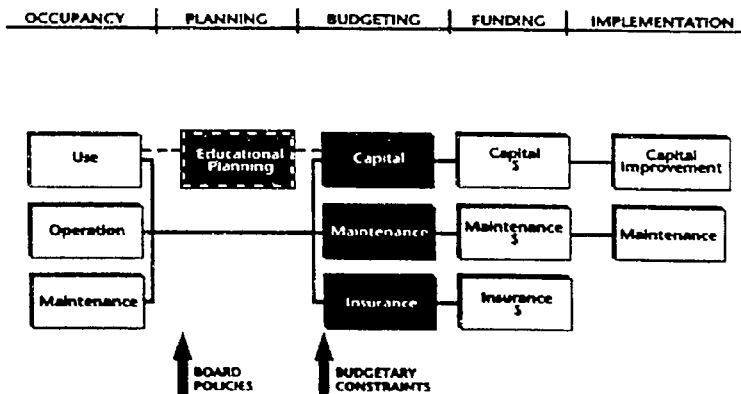 OCCUPANCY PLANNING BUDGETING FUNDING IMPLEMENTATION
Use
Educational
Planning
Capital
Capital
$
Capital
Improvement
Operation
Maintenance
Maintenance
$
Maintenance
Maintenance
Insurance
Insurance
$
BOARD
POLICIES
BUDGETARY
CONSTRAINTS